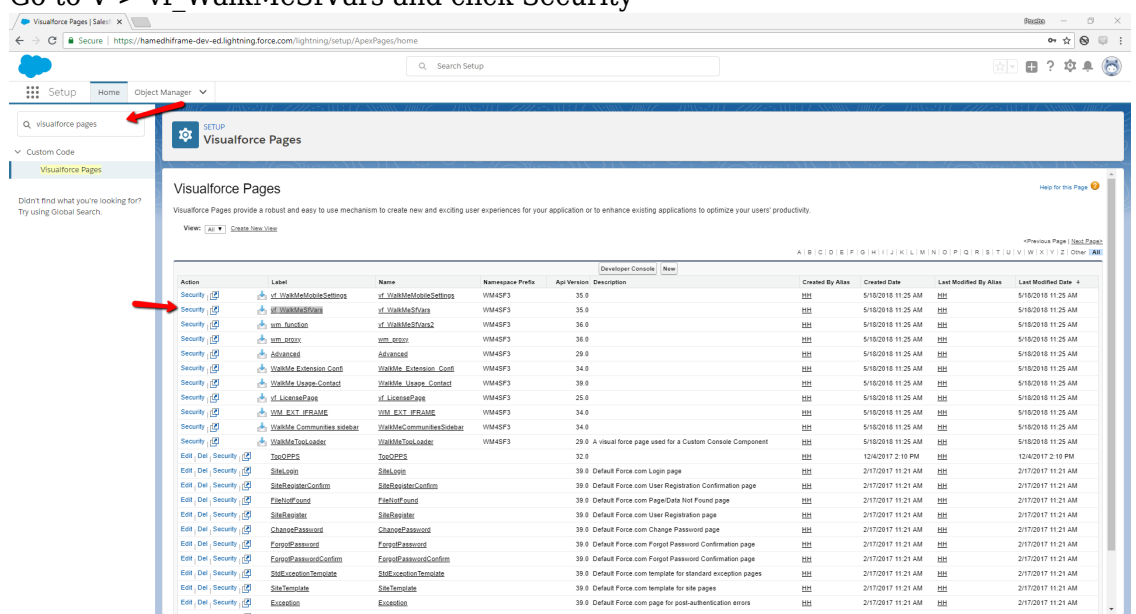 Go to V > vf_WalkMeSfVars and click Security
Visualforce Pages | Salesf ×
Secure | https://hamedhiframe-dev-ed.lightning.force.com/lightning/setup/ApexPages/home
Search Setup
Setup Home Object Manager
visualforce pages
Custom Code
Visualforce Pages
Didn't find what you're looking for?
Try using Global Search.
SETUP
Visualforce Pages
Visualforce Pages
Help for this Page
Visualforce Pages provide a robust and easy to use mechanism to create new and exciting user experiences for your application or to enhance existing applications to optimize your users' productivity.
View: All Create New View
<Previous Page | Next Page>
A | B | C | D | E | F | G | H | I | J | K | L | M | N | O | P | Q | R | S | T | U | V | W | X | Y | Z | Other | All
Developer Console New
Action Label Name Namespace Prefix Api Version Description Created By Alias Created Date Last Modified By Alias Last Modified Date
Security | vf_WalkMeMobileSettings vf_WalkMeMobileSettings WM4SF3 35.0 HH 5/18/2018 11:25 AM HH 5/18/2018 11:25 AM
Security | vf_WalkMeSfVars vf_WalkMeSfVars WM4SF3 35.0 HH 5/18/2018 11:25 AM HH 5/18/2018 11:25 AM
Security | wm_function vf_WalkMeSfVars2 WM4SF3 36.0 HH 5/18/2018 11:25 AM HH 5/18/2018 11:25 AM
Security | wm_proxy wm_proxy WM4SF3 36.0 HH 5/18/2018 11:25 AM HH 5/18/2018 11:25 AM
Security | Advanced Advanced WM4SF3 29.0 HH 5/18/2018 11:25 AM HH 5/18/2018 11:25 AM
Security | WalkMe Extension Confi WalkMe_Extension_Confi WM4SF3 34.0 HH 5/18/2018 11:25 AM HH 5/18/2018 11:25 AM
Security | WalkMe Usage-Contact WalkMe_Usage_Contact WM4SF3 39.0 HH 5/18/2018 11:25 AM HH 5/18/2018 11:25 AM
Security | vf_LicensePage vf_LicensePage WM4SF3 25.0 HH 5/18/2018 11:25 AM HH 5/18/2018 11:25 AM
Security | WM_EXT_IFRAME WM_EXT_IFRAME WM4SF3 34.0 HH 5/18/2018 11:25 AM HH 5/18/2018 11:25 AM
Security | WalkMe Communities sidebar WalkMeCommunitiesSidebar WM4SF3 34.0 HH 5/18/2018 11:25 AM HH 5/18/2018 11:25 AM
Security | WalkMeTopLoader WalkMeTopLoader WM4SF3 29.0 A visual force page used for a Custom Console Component HH 5/18/2018 11:25 AM HH 5/18/2018 11:25 AM
Edit | Del | Security | TopOPPS TopOPPS 32.0 HH 12/4/2017 2:10 PM HH 12/4/2017 2:10 PM
Edit | Del | Security | SiteLogin SiteLogin 39.0 Default Force.com Login page HH 2/17/2017 11:21 AM HH 2/17/2017 11:21 AM
Edit | Del | Security | SiteRegisterConfirm SiteRegisterConfirm 39.0 Default Force.com User Registration Confirmation page HH 2/17/2017 11:21 AM HH 2/17/2017 11:21 AM
Edit | Del | Security | FileNotFound FileNotFound 39.0 Default Force.com Page/Data Not Found page HH 2/17/2017 11:21 AM HH 2/17/2017 11:21 AM
Edit | Del | Security | SiteRegister SiteRegister 39.0 Default Force.com User Registration page HH 2/17/2017 11:21 AM HH 2/17/2017 11:21 AM
Edit | Del | Security | ChangePassword ChangePassword 39.0 Default Force.com Change Password page HH 2/17/2017 11:21 AM HH 2/17/2017 11:21 AM
Edit | Del | Security | ForgotPassword ForgotPassword 39.0 Default Force.com Forgot Password Confirmation page HH 2/17/2017 11:21 AM HH 2/17/2017 11:21 AM
Edit | Del | Security | ForgotPasswordConfirm ForgotPasswordConfirm 39.0 Default Force.com Forgot Password Confirmation page HH 2/17/2017 11:21 AM HH 2/17/2017 11:21 AM
Edit | Del | Security | StdExceptionTemplate StdExceptionTemplate 39.0 Default Force.com template for standard exception pages HH 2/17/2017 11:21 AM HH 2/17/2017 11:21 AM
Edit | Del | Security | SiteTemplate SiteTemplate 39.0 Default Force.com template for site pages HH 2/17/2017 11:21 AM HH 2/17/2017 11:21 AM
Edit | Del | Security | Exception Exception 39.0 Default Force.com page for post-authentication errors HH 2/17/2017 11:21 AM HH 2/17/2017 11:21 AM